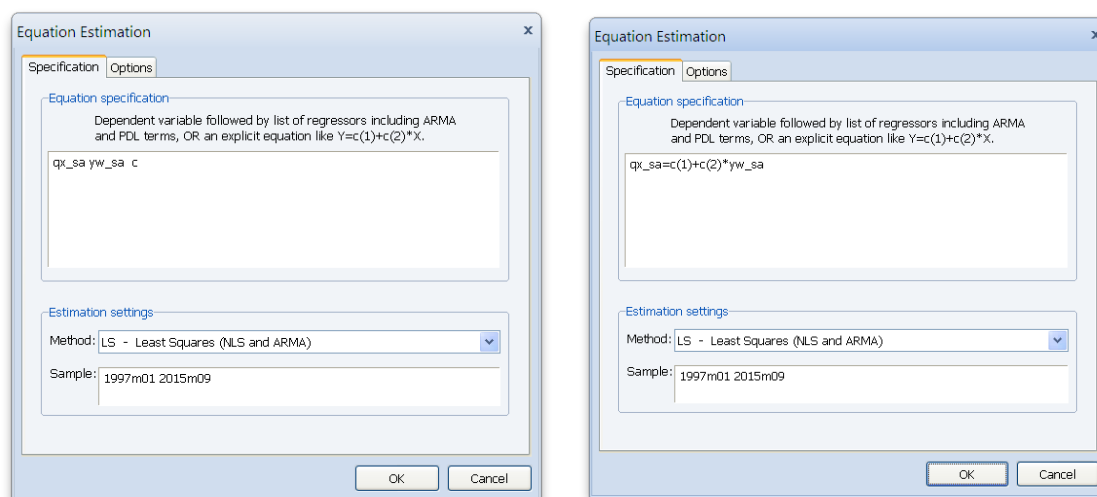 Equation Estimation x
Specification Options
Equation specification
Dependent variable followed by list of regressors including ARMA
and PDL terms, OR an explicit equation like Y=c(1)+c(2)*X.
qx_sa yw_sa c
Estimation settings
Method: LS - Least Squares (NLS and ARMA)
Sample: 1997m01 2015m09
OK Cancel
Equation Estimation x
Specification Options
Equation specification
Dependent variable followed by list of regressors including ARMA
and PDL terms, OR an explicit equation like Y=c(1)+c(2)*X.
qx_sa=c(1)+c(2)*yw_sa
Estimation settings
Method: LS - Least Squares (NLS and ARMA)
Sample: 1997m01 2015m09
OK Cancel